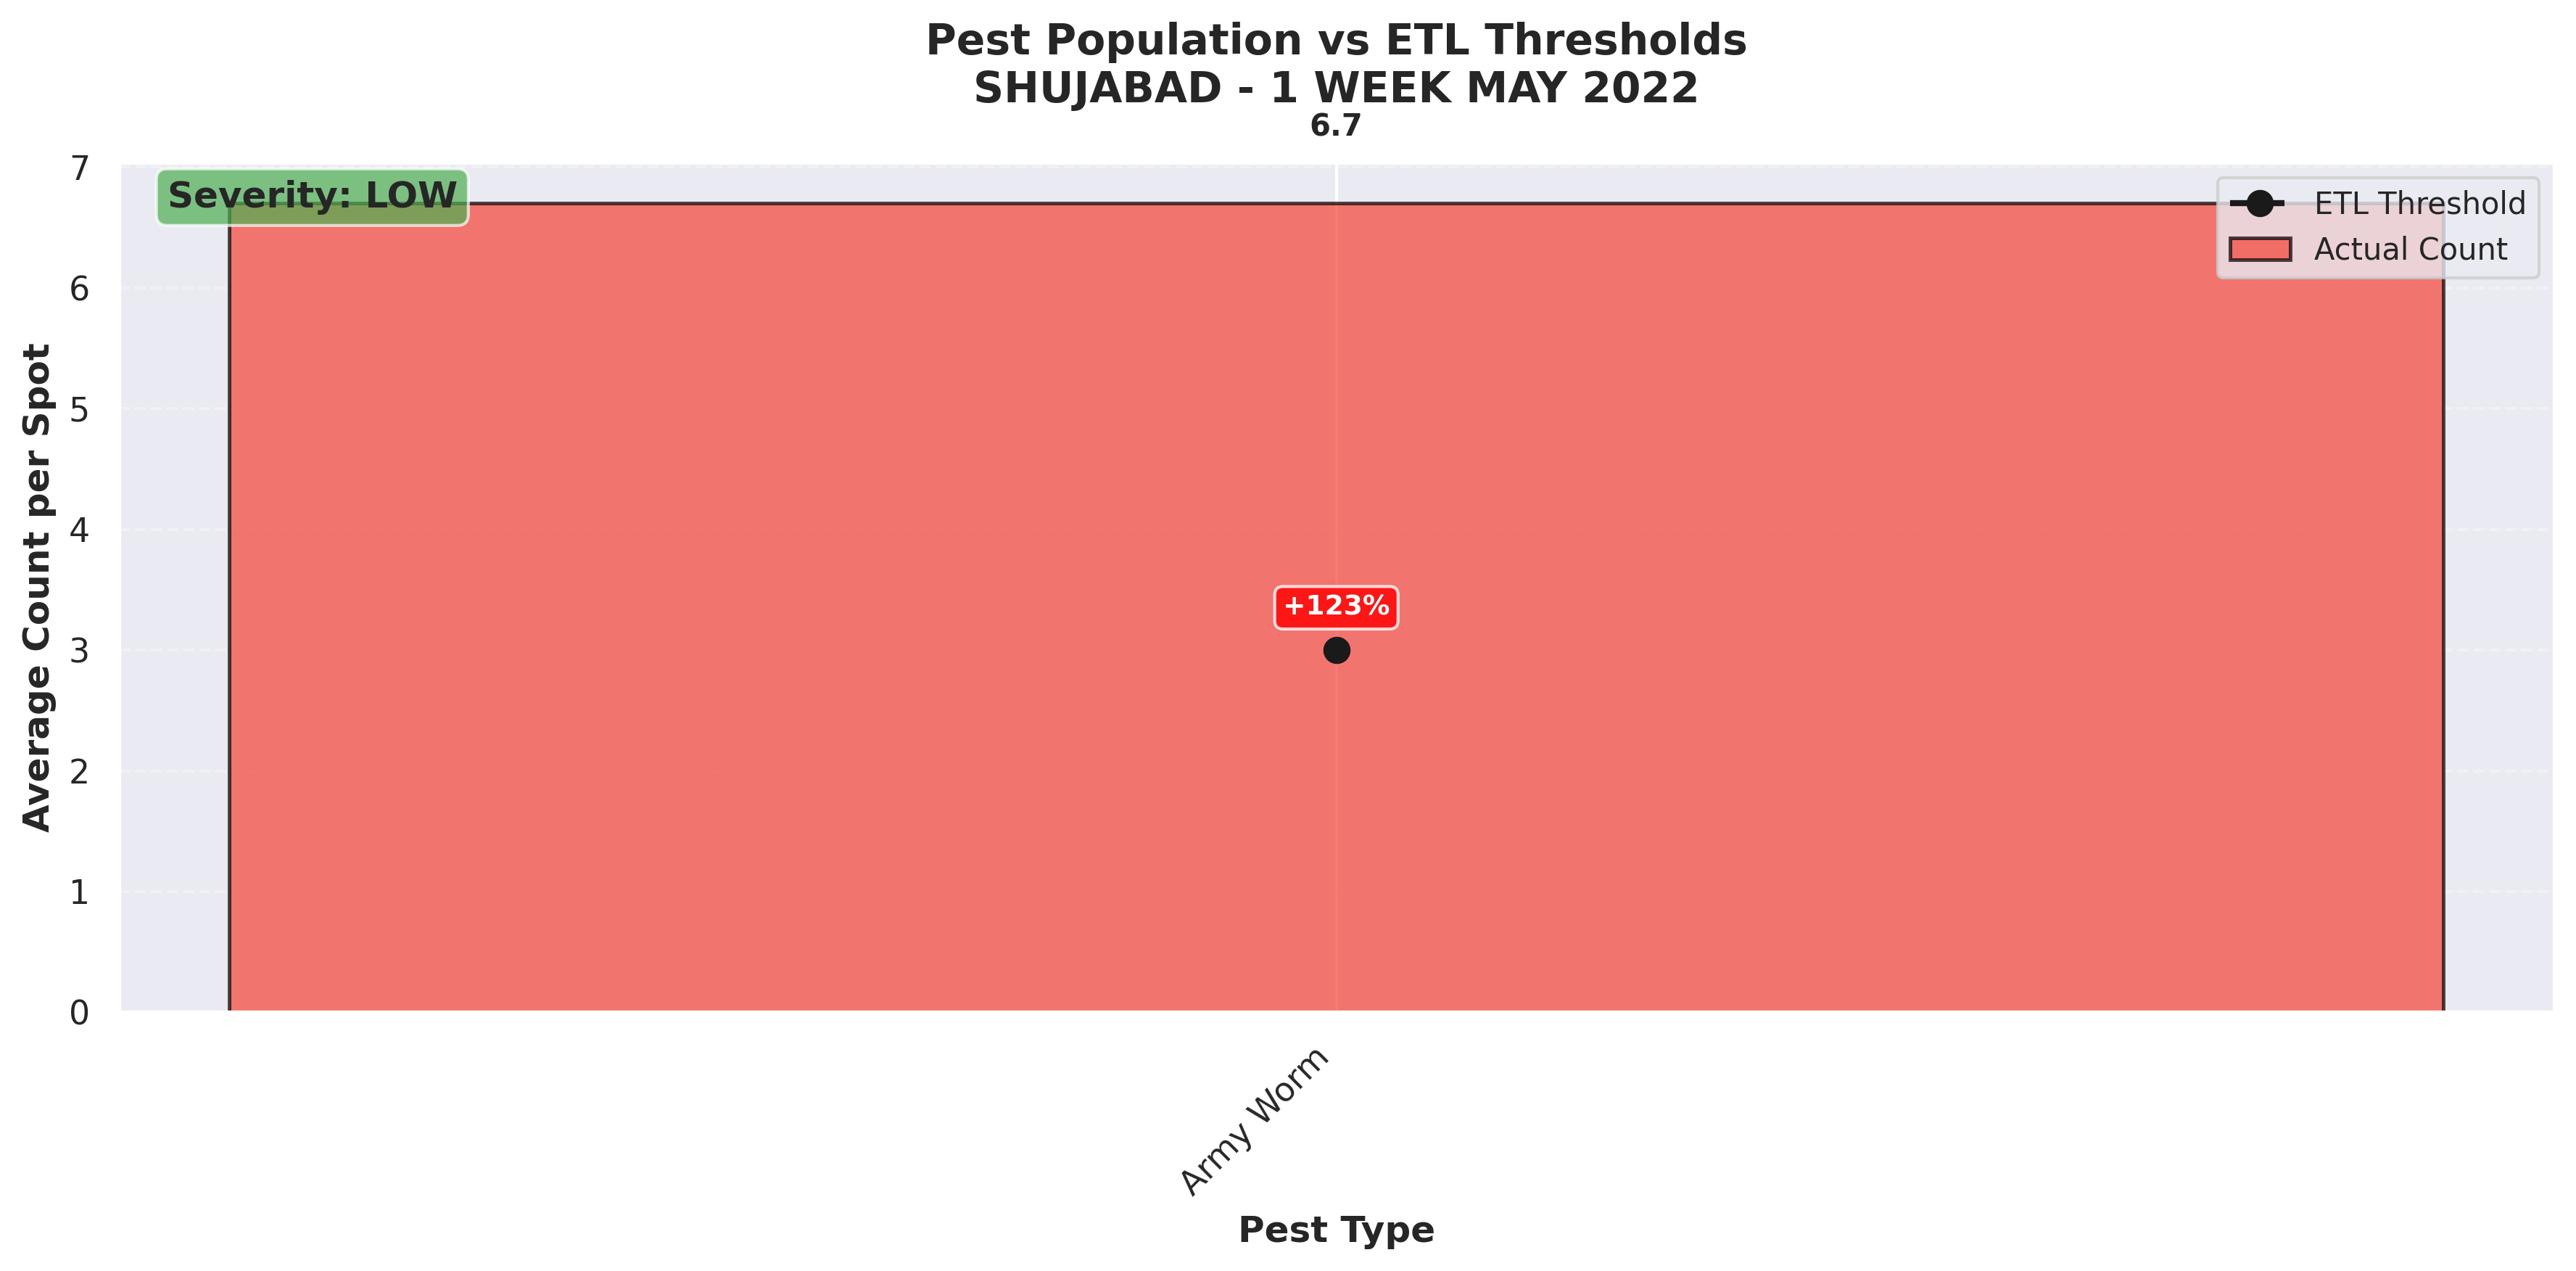 Pest Population vs ETL Thresholds
SHUJABAD - 1 WEEK MAY 2022
6.7
Severity: LOW
ETL Threshold
Actual Count
Average Count per Spot
7
6
5
4
3
2
1
0
+123%
Army Worm
Pest Type